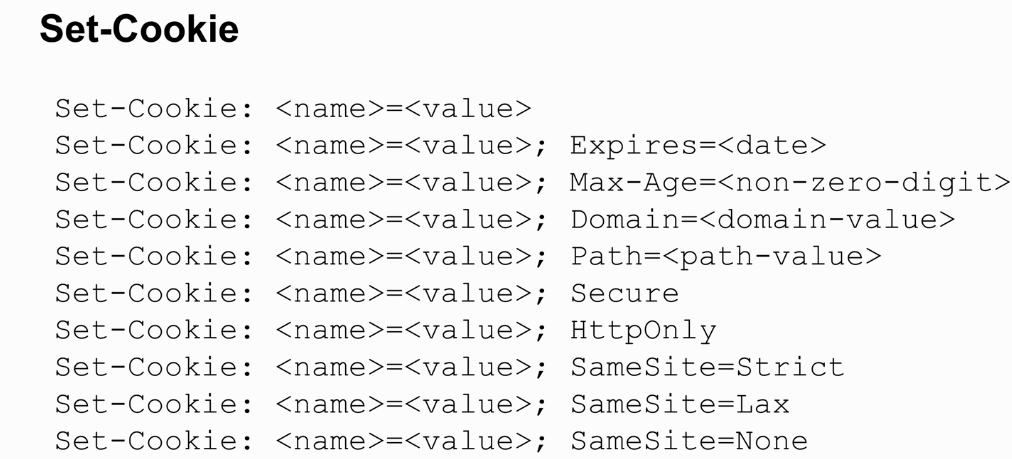 Set-Cookie
Set-Cookie: <name>=<value>
Set-Cookie: <name>=<value>; Expires=<date>
Set-Cookie: <name>=<value>; Max-Age=<non-zero-digit>
Set-Cookie: <name>=<value>; Domain=<domain-value>
Set-Cookie: <name>=<value>; Path=<path-value>
Set-Cookie: <name>=<value>; Secure
Set-Cookie: <name>=<value>; HttpOnly
Set-Cookie: <name>=<value>; SameSite=Strict
Set-Cookie: <name>=<value>; SameSite=Lax
Set-Cookie: <name>=<value>; SameSite=None